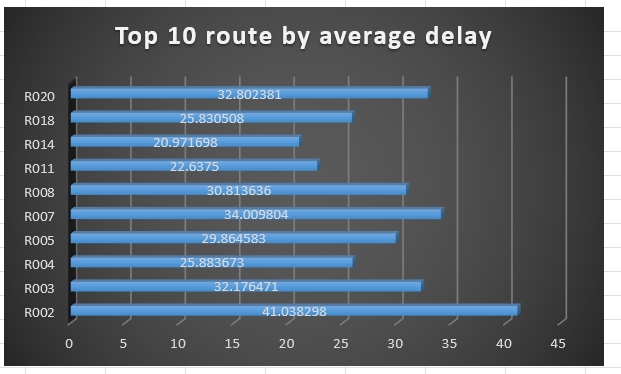 Top 10 route by average delay
R020 32.802381
R018 25.830508
R014 20.971698
R011 22.6375
R008 30.813636
R007 34.009804
R005 29.864583
R004 25.883673
R003 32.176471
R002 41.038298
0 5 10 15 20 25 30 35 40 45